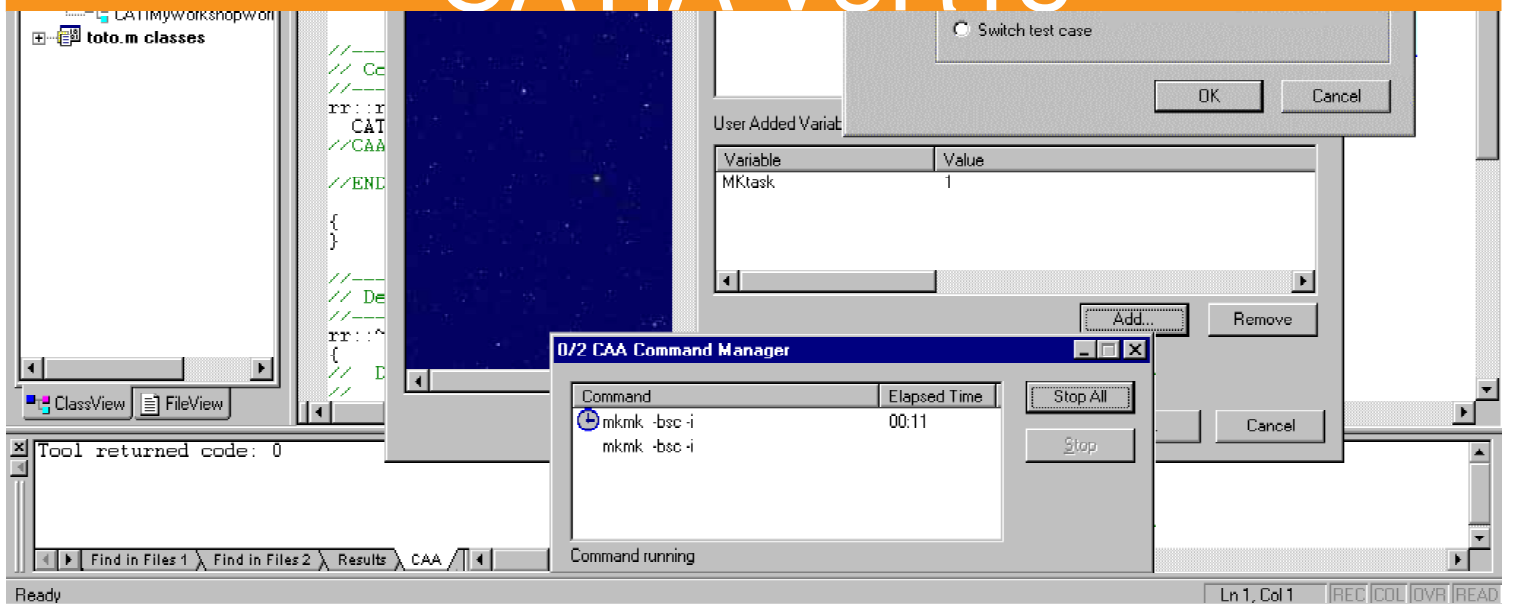 CATIMyWorkshopWorl
toto.m classes
//---
// Ce
//---
rr::r
CAT
//CAA
//END
{
}
//---
// De
//---
rr::~
{
// D
//
ClassView
FileView
Switch test case
OK
Cancel
User Added Variab
Variable Value
MKtask 1
Add...
Remove
Cancel
0/2 CAA Command Manager
Command Elapsed Time
mkmk -bsc -i 00:11
mkmk -bsc -i
Stop All
Stop
Command running
Tool returned code: 0
Find in Files 1 Find in Files 2 Results CAA
Ready
Ln 1, Col 1 REC COL OVR READ